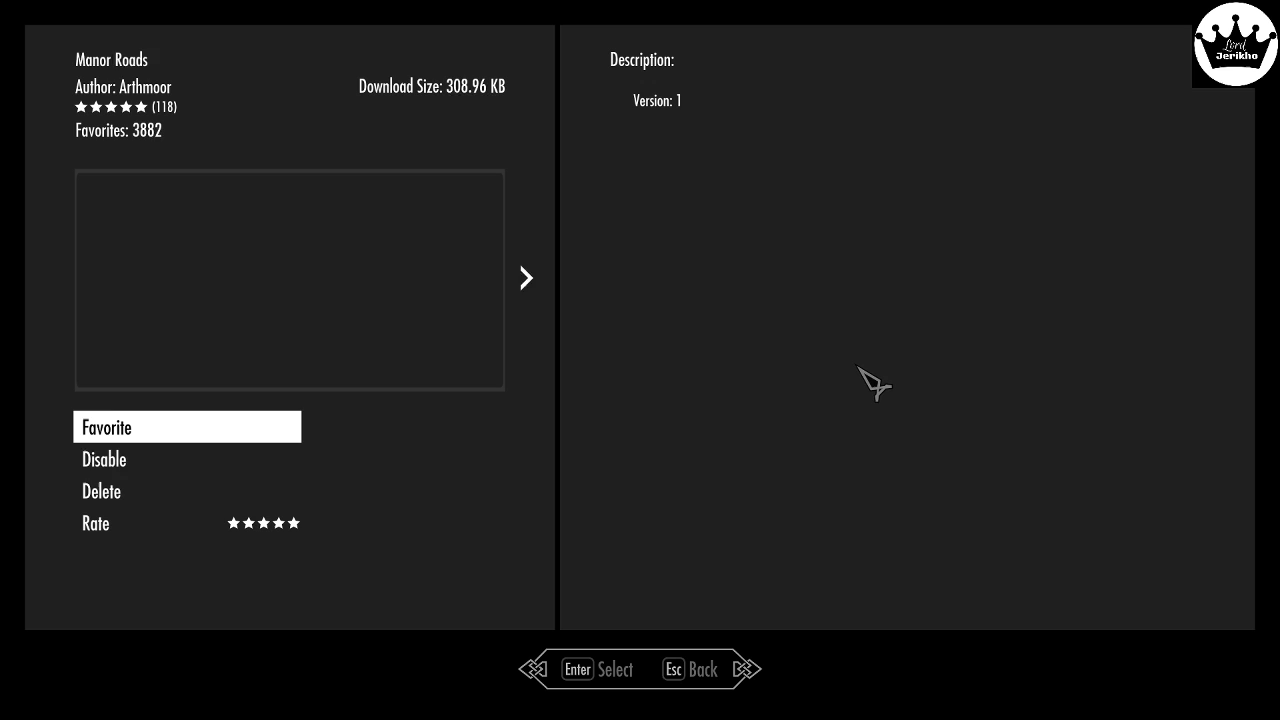 Manor Roads
Author: Arthmoor
Download Size: 308.96 KB
(118)
Favorites: 3882
Favorite
Disable
Delete
Rate
Description:
Version: 1
Lord
Jerikho
Enter Select Esc Back